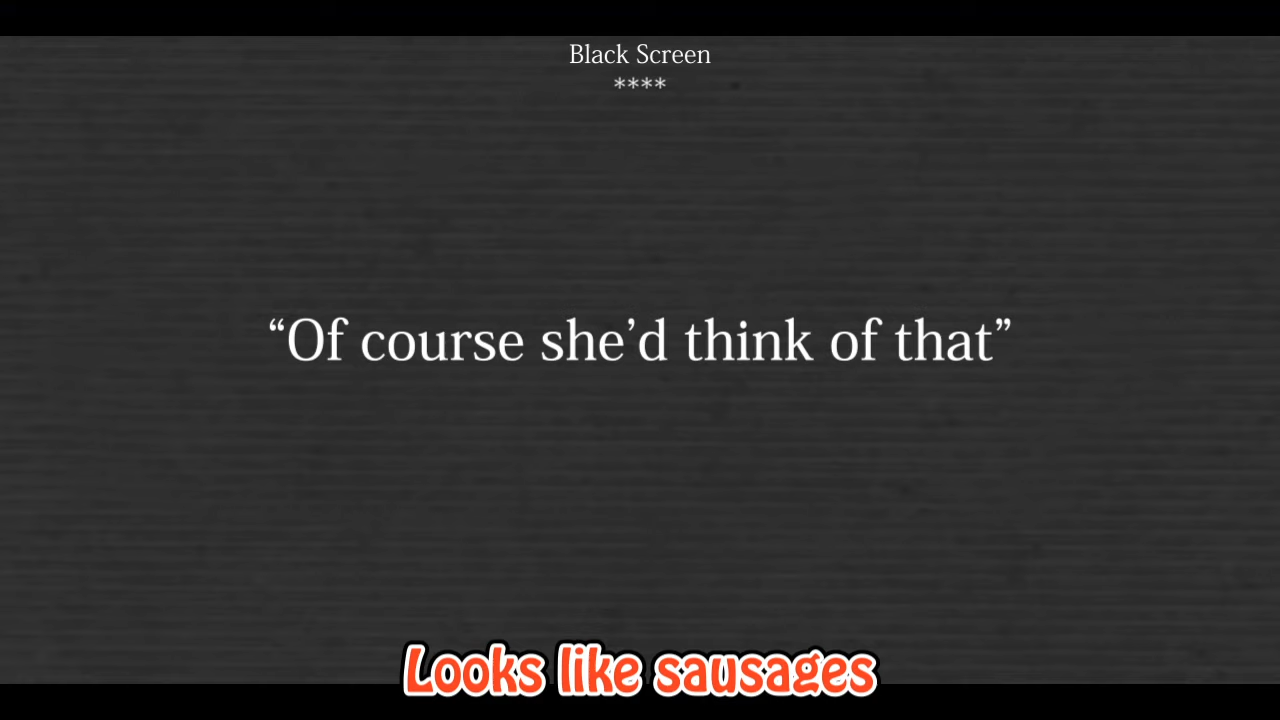 Black Screen
****
“Of course she’d think of that”
Looks like sausages